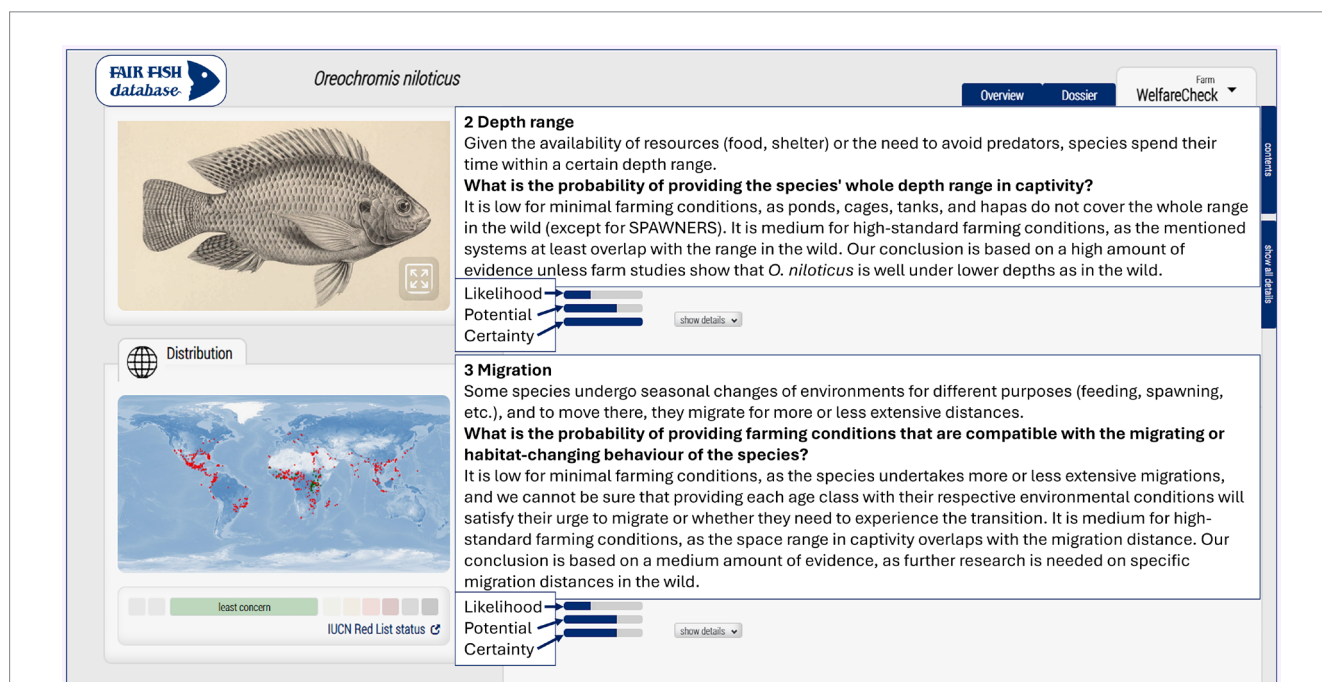 FAIR FISH
database
Oreochromis niloticus
Overview
Dossier
Farm
WelfareCheck
contents
show all details
2 Depth range
Given the availability of resources (food, shelter) or the need to avoid predators, species spend their
time within a certain depth range.
What is the probability of providing the species' whole depth range in captivity?
It is low for minimal farming conditions, as ponds, cages, tanks, and hapas do not cover the whole range
in the wild (except for SPAWNERS). It is medium for high-standard farming conditions, as the mentioned
systems at least overlap with the range in the wild. Our conclusion is based on a high amount of
evidence unless farm studies show that O. niloticus is well under lower depths as in the wild.
Likelihood
Potential
Certainty
show details
Distribution
3 Migration
Some species undergo seasonal changes of environments for different purposes (feeding, spawning,
etc.), and to move there, they migrate for more or less extensive distances.
What is the probability of providing farming conditions that are compatible with the migrating or
habitat-changing behaviour of the species?
It is low for minimal farming conditions, as the species undertakes more or less extensive migrations,
and we cannot be sure that providing each age class with their respective environmental conditions will
satisfy their urge to migrate or whether they need to experience the transition. It is medium for high-
standard farming conditions, as the space range in captivity overlaps with the migration distance. Our
conclusion is based on a medium amount of evidence, as further research is needed on specific
migration distances in the wild.
Likelihood
Potential
Certainty
show details
least concern
IUCN Red List status